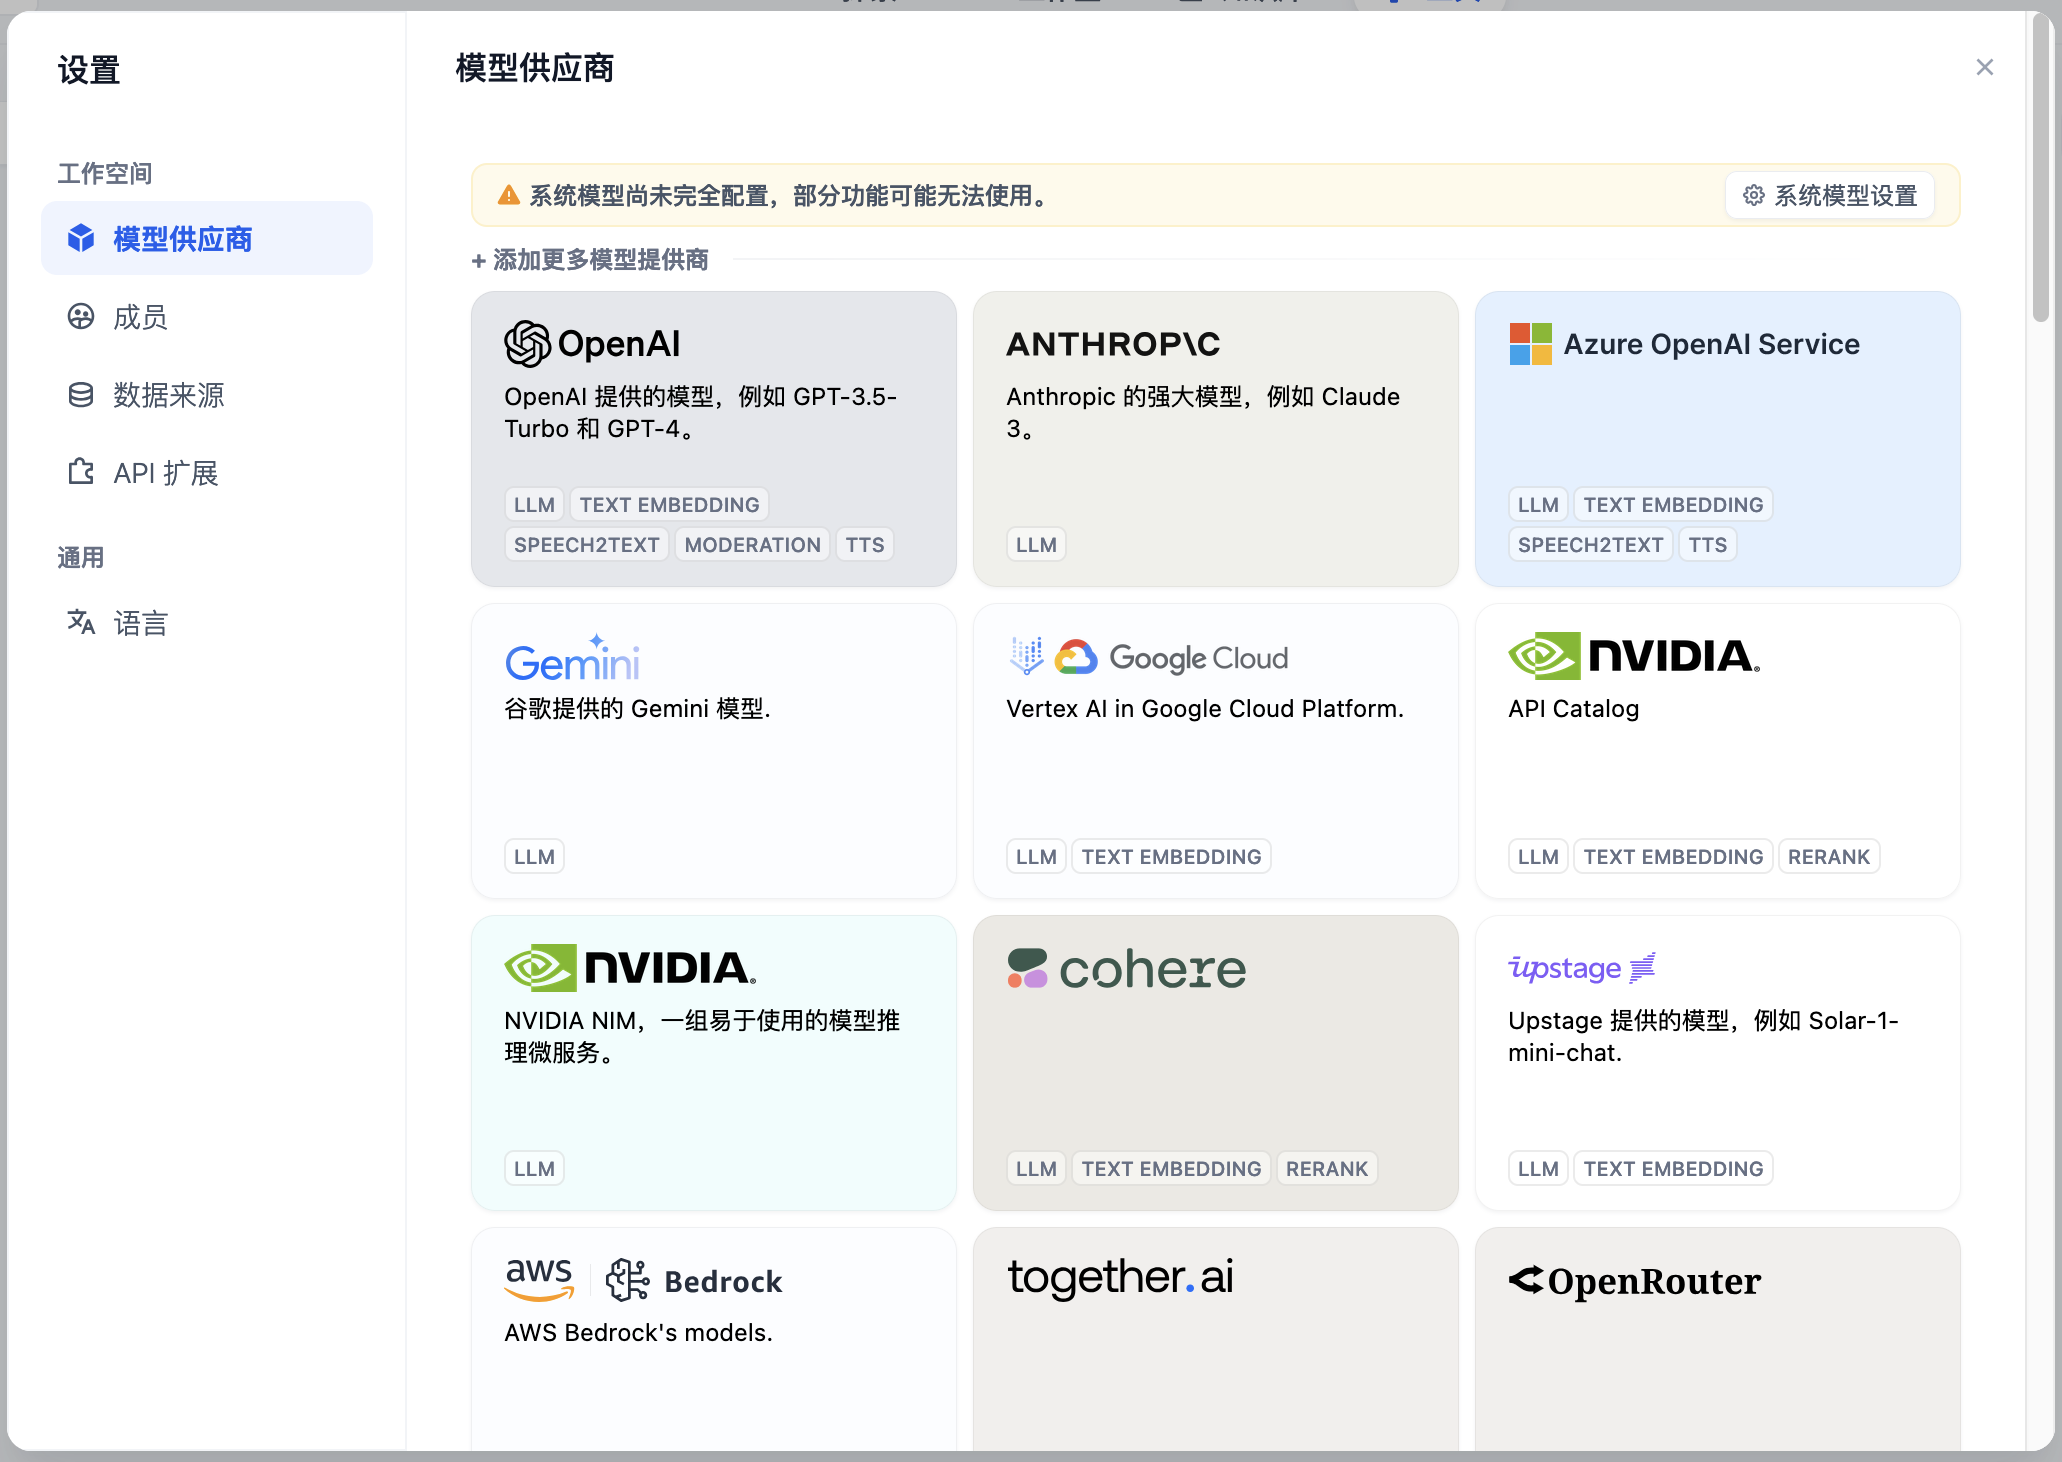 设置
模型供应商
工作空间
模型供应商
成员
数据来源
API 扩展
通用
语言
系统模型尚未完全配置，部分功能可能无法使用。
系统模型设置
+ 添加更多模型提供商
OpenAI
OpenAI 提供的模型，例如 GPT-3.5-
Turbo 和 GPT-4。
LLM TEXT EMBEDDING
SPEECH2TEXT MODERATION TTS
ANTHROP\C
Anthropic 的强大模型，例如 Claude
3。
LLM
Azure OpenAI Service
LLM TEXT EMBEDDING
SPEECH2TEXT TTS
Gemini
谷歌提供的 Gemini 模型.
LLM
Google Cloud
Vertex AI in Google Cloud Platform.
LLM TEXT EMBEDDING
NVIDIA.
API Catalog
LLM TEXT EMBEDDING RERANK
NVIDIA.
NVIDIA NIM，一组易于使用的模型推
理微服务。
LLM
cohere
LLM TEXT EMBEDDING RERANK
upstage
Upstage 提供的模型，例如 Solar-1-
mini-chat.
LLM TEXT EMBEDDING
aws Bedrock
AWS Bedrock's models.
together.ai
OpenRouter